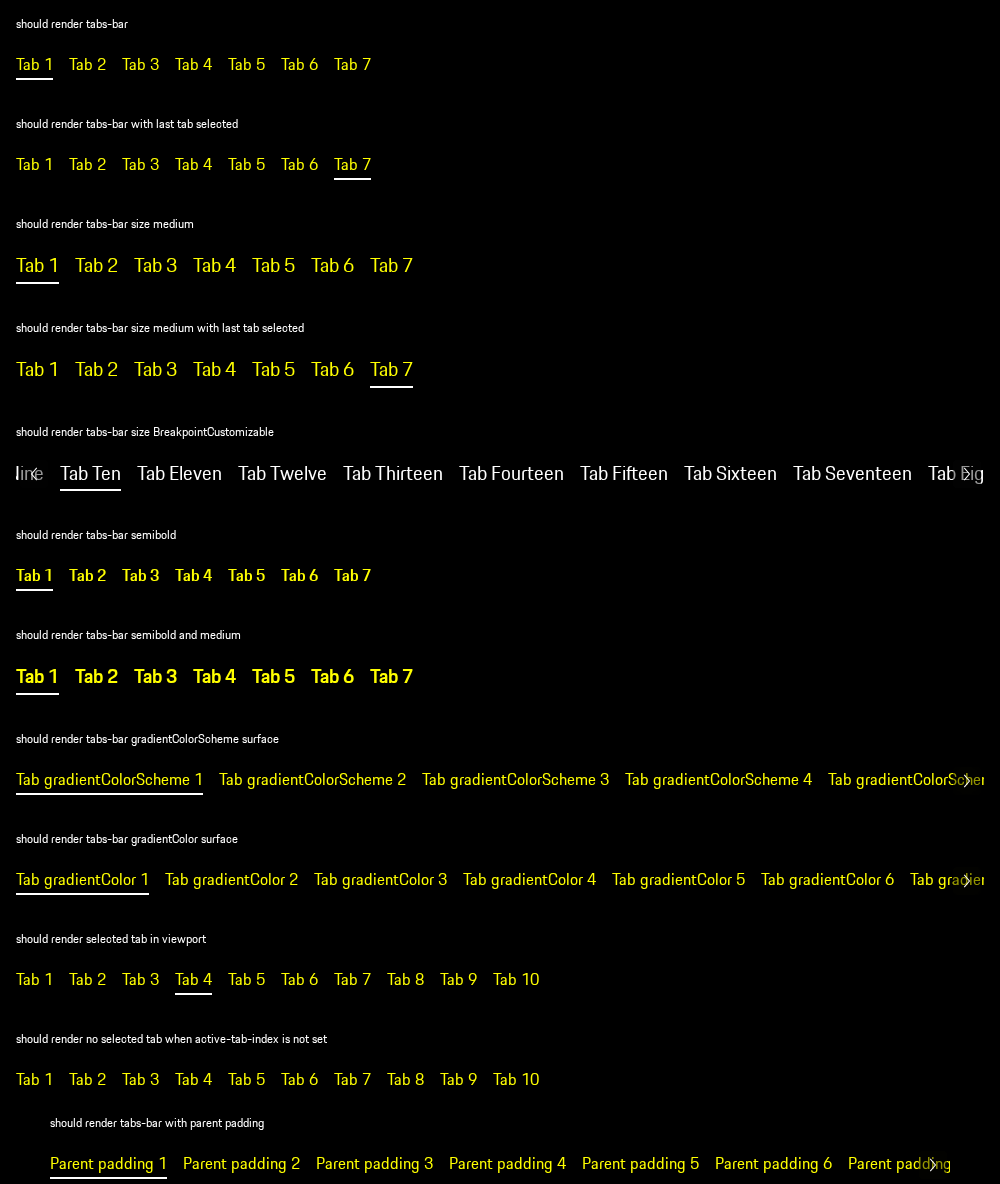 should render tabs-bar
Tab 1 Tab 2 Tab 3 Tab 4 Tab 5 Tab 6 Tab 7
should render tabs-bar with last tab selected
Tab 1 Tab 2 Tab 3 Tab 4 Tab 5 Tab 6 Tab 7
should render tabs-bar size medium
Tab 1 Tab 2 Tab 3 Tab 4 Tab 5 Tab 6 Tab 7
should render tabs-bar size medium with last tab selected
Tab 1 Tab 2 Tab 3 Tab 4 Tab 5 Tab 6 Tab 7
should render tabs-bar size BreakpointCustomizable
line Tab Ten Tab Eleven Tab Twelve Tab Thirteen Tab Fourteen Tab Fifteen Tab Sixteen Tab Seventeen Tab Eig
should render tabs-bar semibold
Tab 1 Tab 2 Tab 3 Tab 4 Tab 5 Tab 6 Tab 7
should render tabs-bar semibold and medium
Tab 1 Tab 2 Tab 3 Tab 4 Tab 5 Tab 6 Tab 7
should render tabs-bar gradientColorScheme surface
Tab gradientColorScheme 1 Tab gradientColorScheme 2 Tab gradientColorScheme 3 Tab gradientColorScheme 4 Tab gradientColorSchem
should render tabs-bar gradientColor surface
Tab gradientColor 1 Tab gradientColor 2 Tab gradientColor 3 Tab gradientColor 4 Tab gradientColor 5 Tab gradientColor 6 Tab gradien
should render selected tab in viewport
Tab 1 Tab 2 Tab 3 Tab 4 Tab 5 Tab 6 Tab 7 Tab 8 Tab 9 Tab 10
should render no selected tab when active-tab-index is not set
Tab 1 Tab 2 Tab 3 Tab 4 Tab 5 Tab 6 Tab 7 Tab 8 Tab 9 Tab 10
should render tabs-bar with parent padding
Parent padding 1 Parent padding 2 Parent padding 3 Parent padding 4 Parent padding 5 Parent padding 6 Parent padding